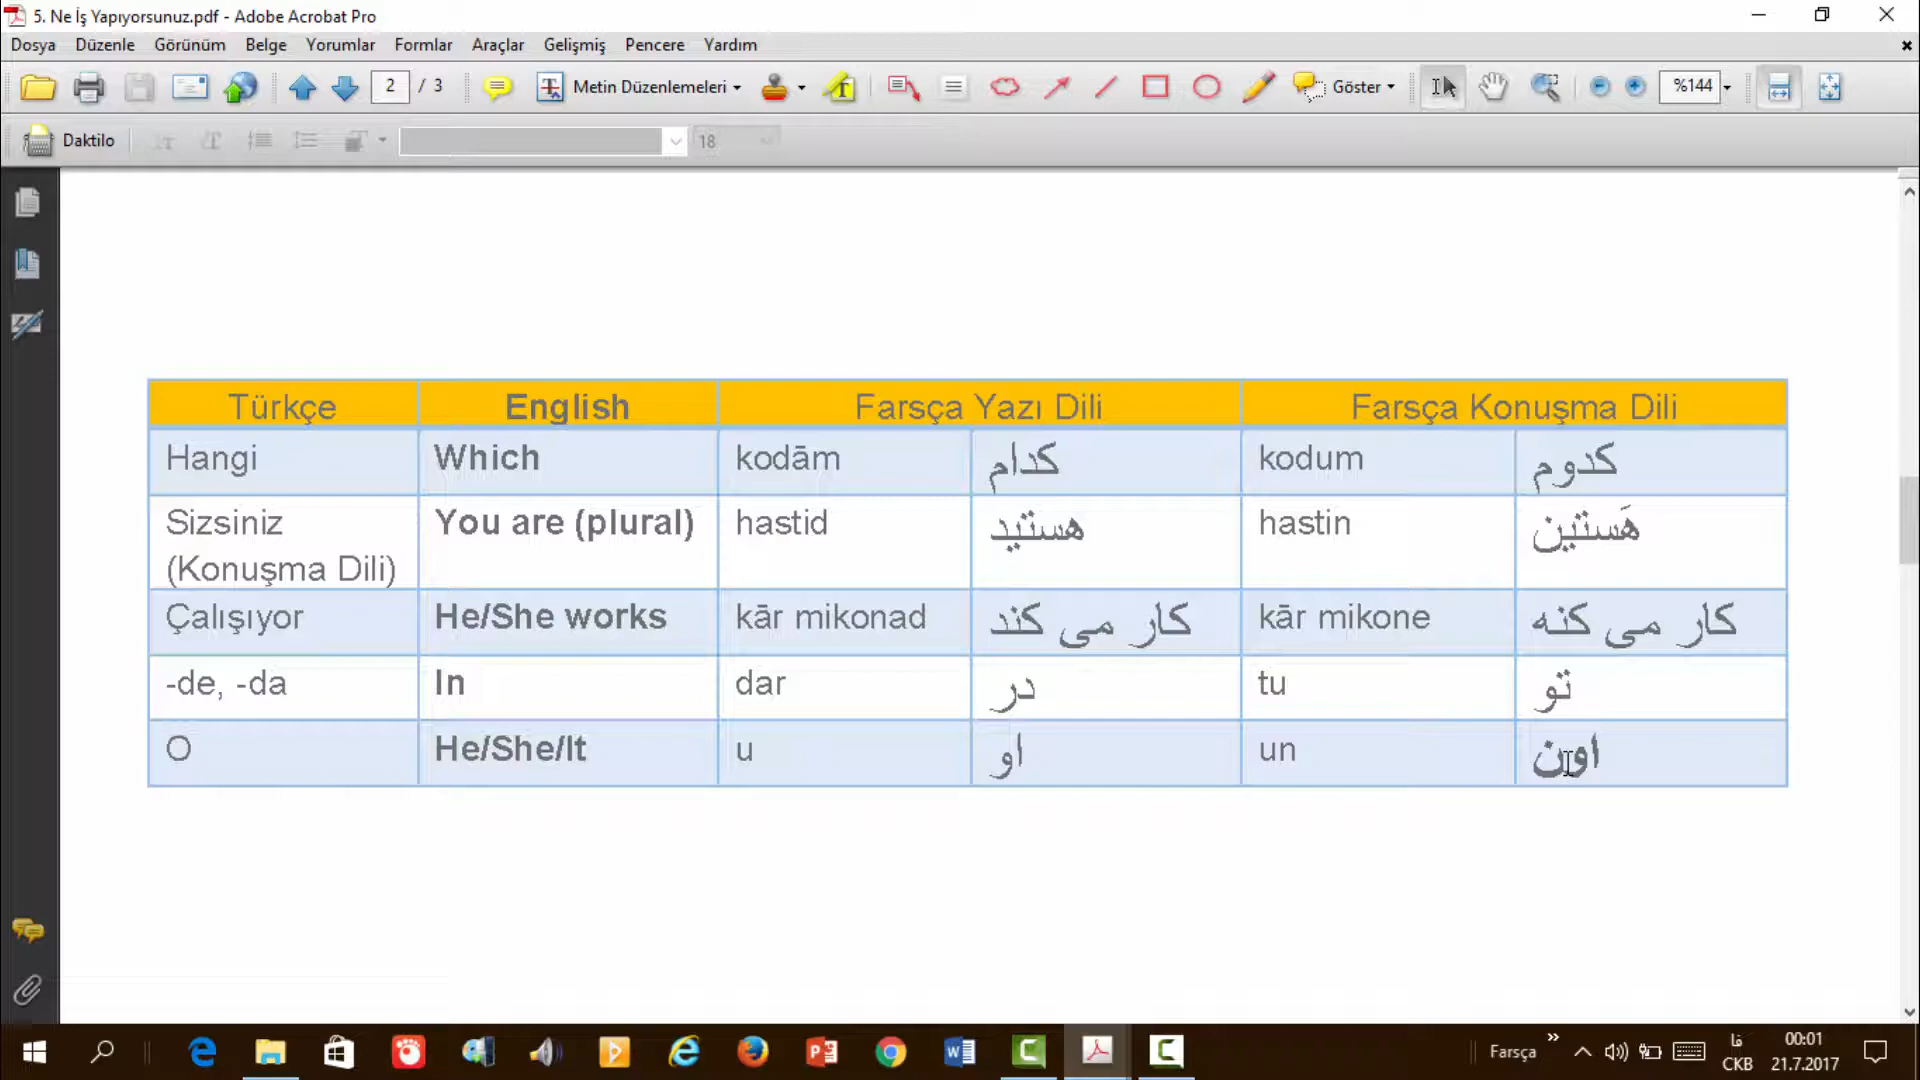 5. Ne İş Yapıyorsunuz.pdf - Adobe Acrobat Pro
Dosya Düzenle Görünüm Belge Yorumlar Formlar Araçlar Gelişmiş Pencere Yardım
2 / 3 Metin Düzenlemeleri Göster %144
Daktilo 18
Türkçe English Farsça Yazı Dili Farsça Konuşma Dili
Hangi Which kodām کدام kodum کدوم
Sizsiniz You are (plural) hastid هستید hastin هَستین
(Konuşma Dili)
Çalışıyor He/She works kār mikonad کار می کند kār mikone کار می کنه
-de, -da In dar در tu تو
O He/She/It u او un اون
Farsça فا 00:01
CKB 21.7.2017